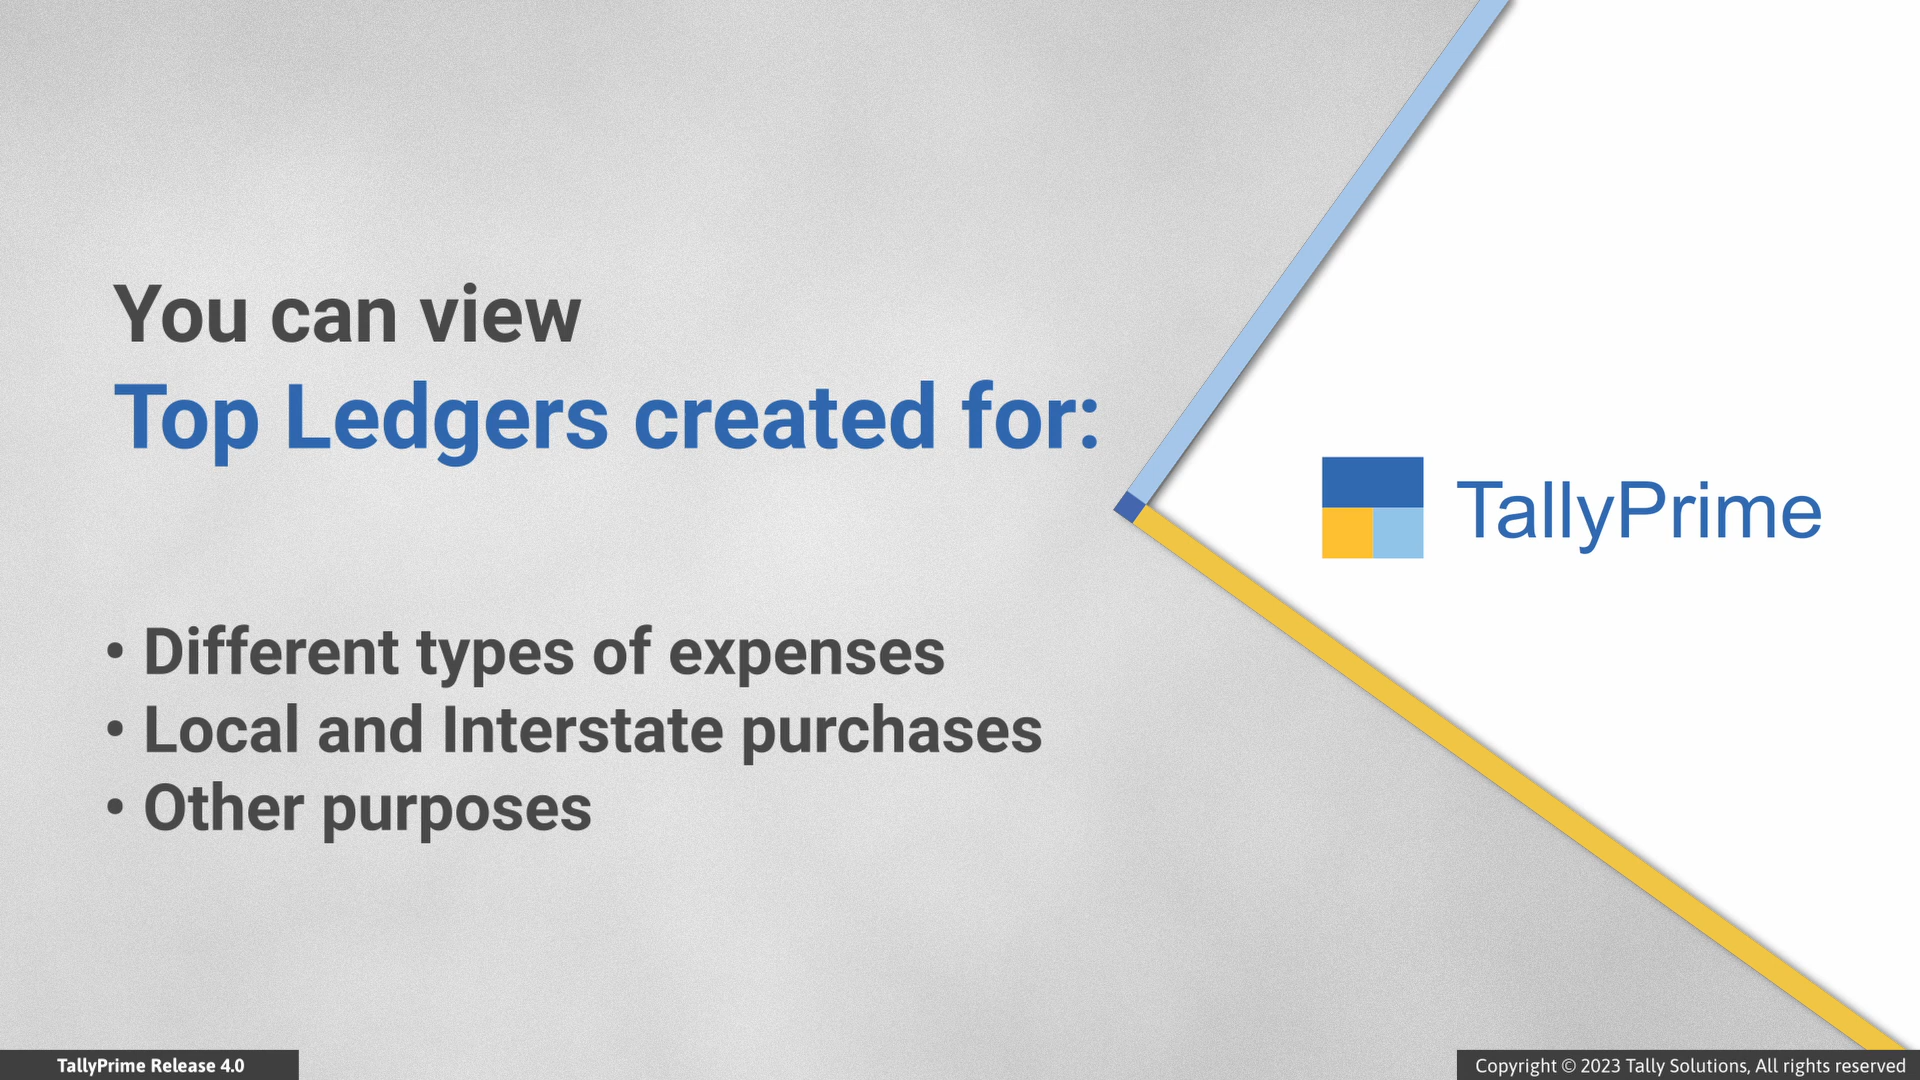 You can view
Top Ledgers created for:
• Different types of expenses
• Local and Interstate purchases
• Other purposes
TallyPrime
TallyPrime Release 4.0
Copyright © 2023 Tally Solutions, All rights reserved